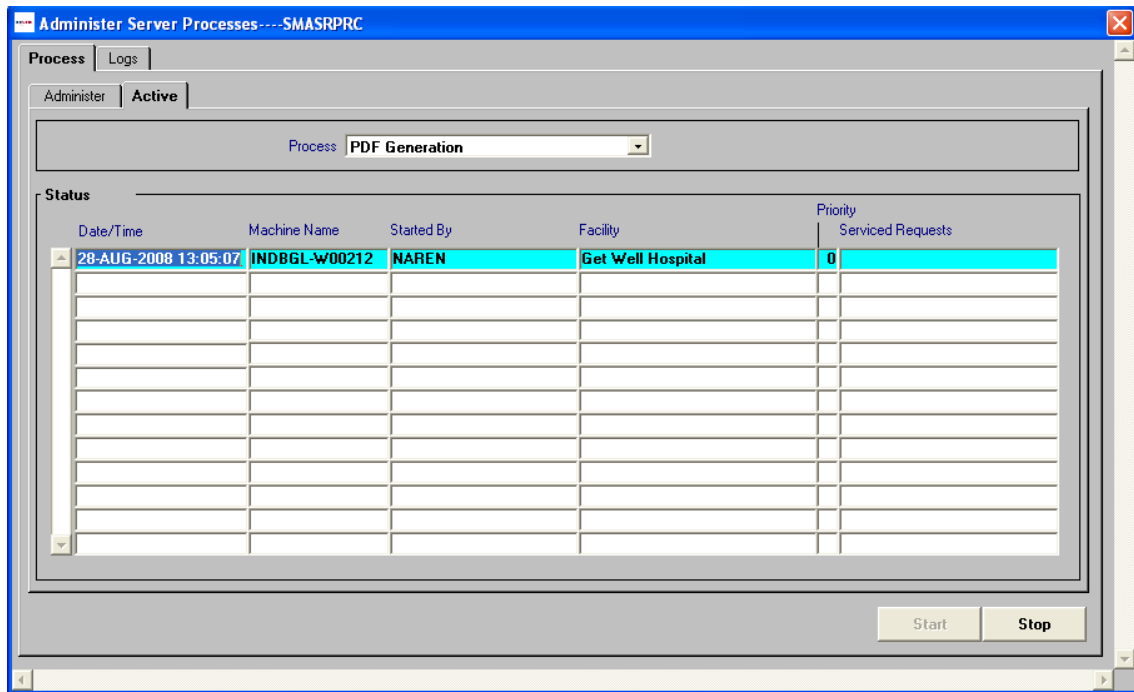 Administer Server Processes----SMASRPRC
Process Logs
Administer Active
Process PDF Generation
Status
Priority
Date/Time Machine Name Started By Facility Serviced Requests
28-AUG-2008 13:05:07 INDBGL-W00212 NAREN Get Well Hospital 0
Start Stop